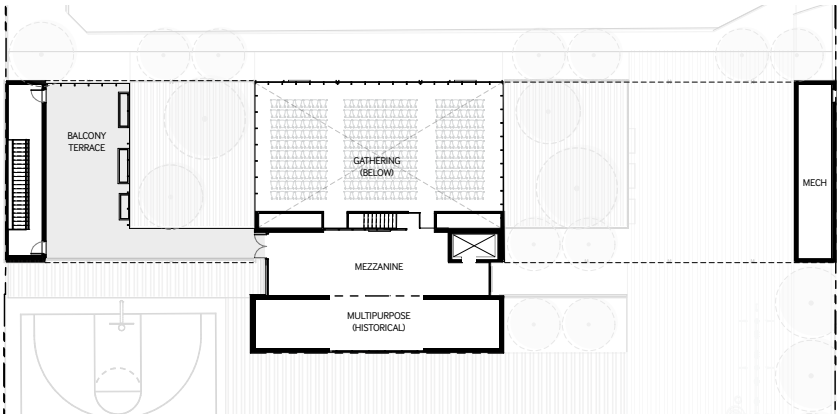 BALCONY
TERRACE
GATHERING
(BELOW)
MECH
MEZZANINE
MULTIPURPOSE
(HISTORICAL)